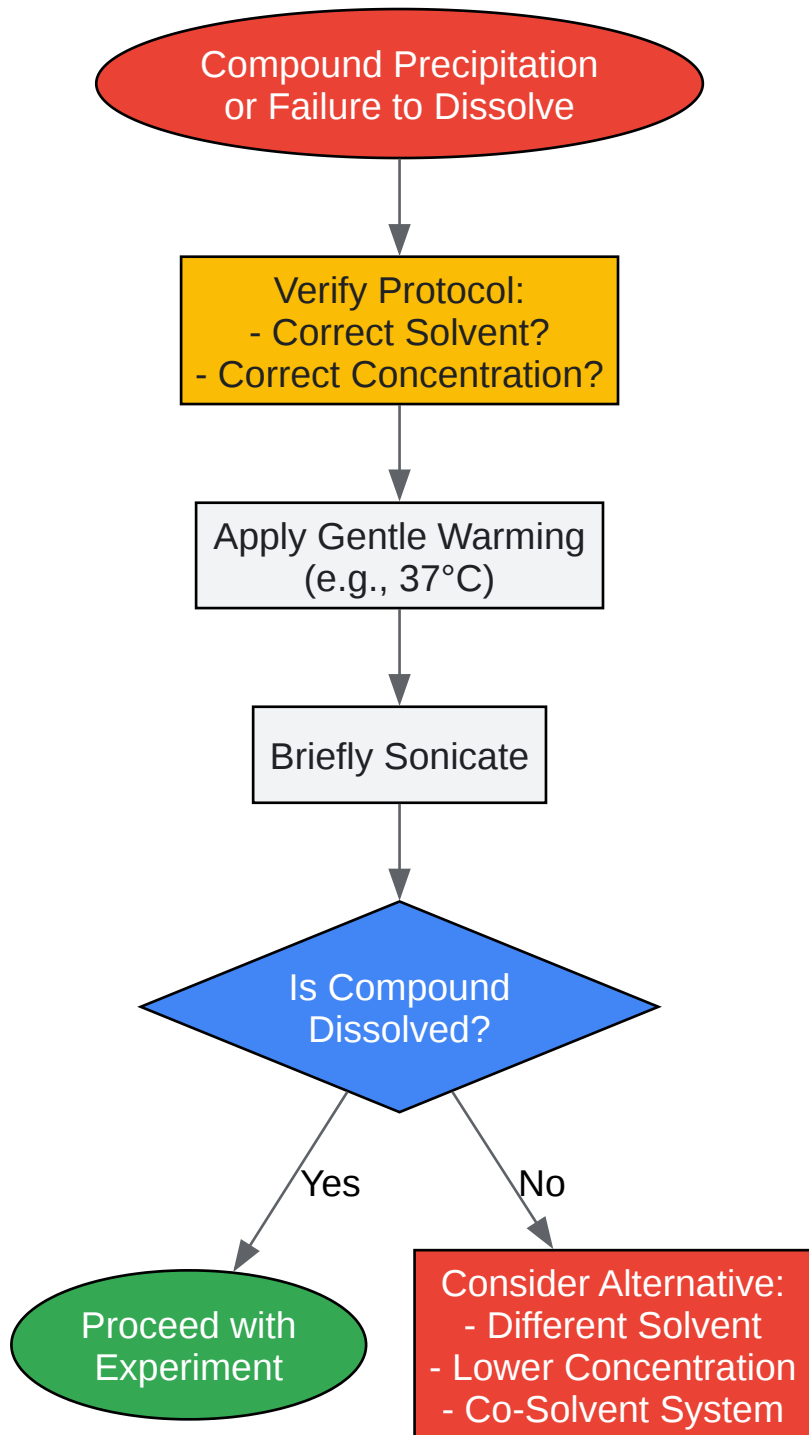 Compound Precipitation
or Failure to Dissolve
Verify Protocol:
- Correct Solvent?
- Correct Concentration?
Apply Gentle Warming
(e.g., 37°C)
Briefly Sonicate
Is Compound
Dissolved?
Yes
No
Proceed with
Experiment
Consider Alternative:
- Different Solvent
- Lower Concentration
- Co-Solvent System